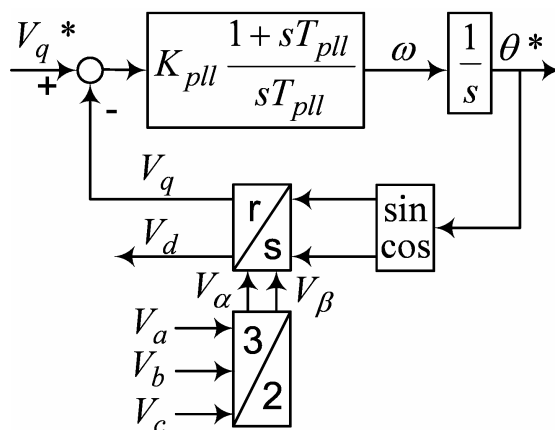 V_q * + - K_pll (1 + sT_pll) / (sT_pll) ω 1/s θ *
V_q r/s sin cos
V_d
V_α V_β
V_a 3/2
V_b
V_c